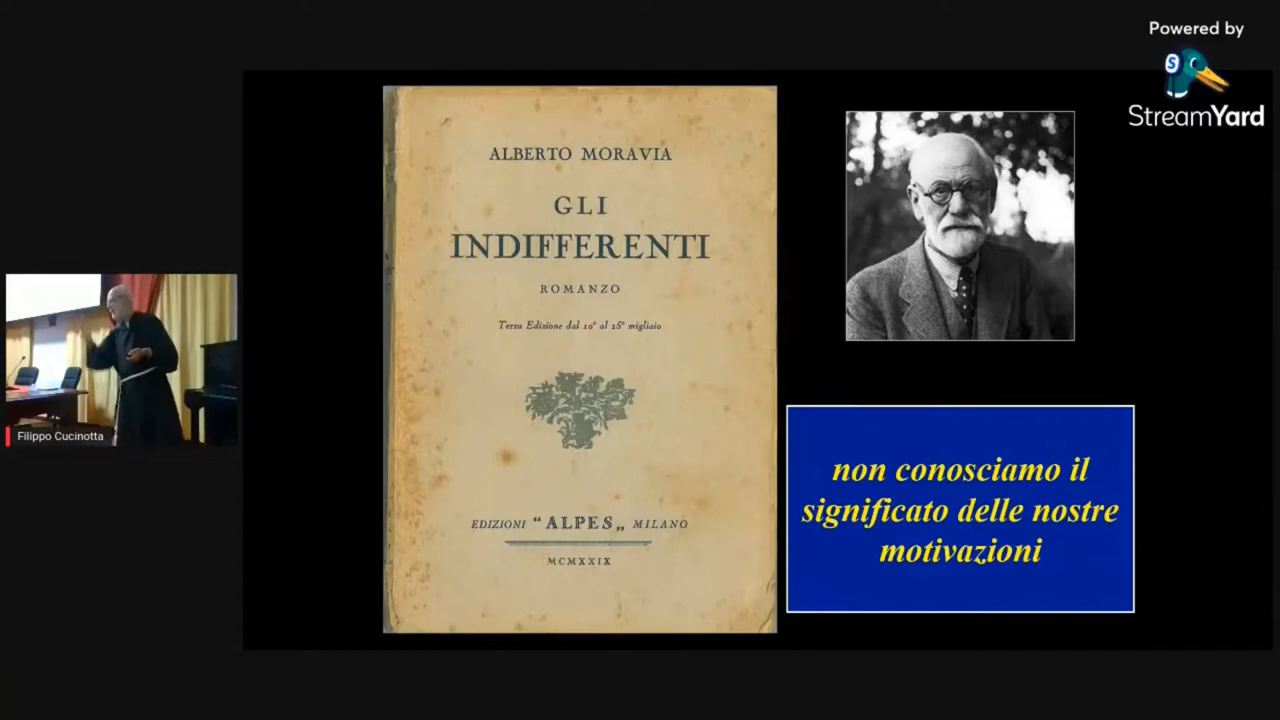 Powered by
StreamYard
ALBERTO MORAVIA
GLI
INDIFFERENTI
ROMANZO
Terza Edizione dal 10° al 15° migliaio
EDIZIONI “ALPES„ MILANO
MCMXXIX
non conosciamo il
significato delle nostre
motivazioni
Filippo Cucinotta